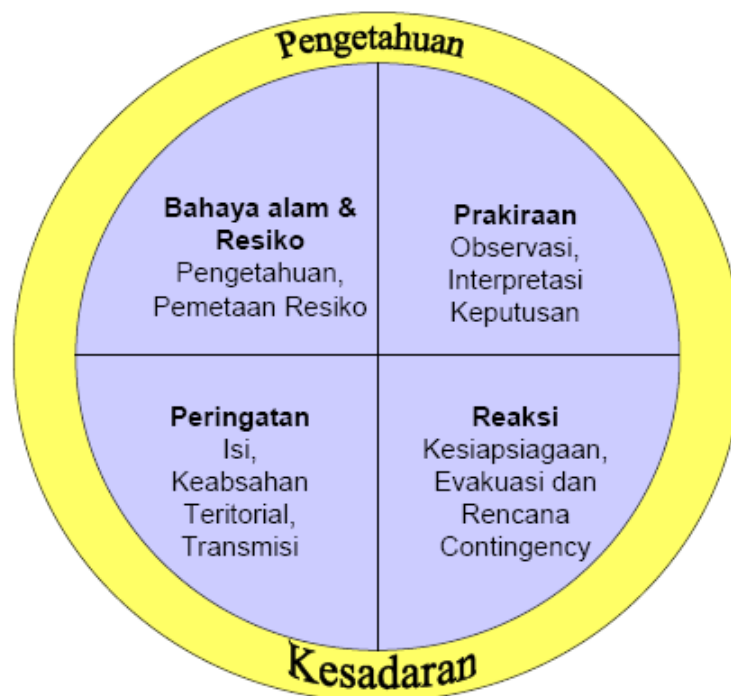 Pengetahuan
Bahaya alam &
Resiko
Pengetahuan,
Pemetaan Resiko
Prakiraan
Observasi,
Interpretasi
Keputusan
Peringatan
Isi,
Keabsahan
Teritorial,
Transmisi
Reaksi
Kesiapsiagaan,
Evakuasi dan
Rencana
Contingency
Kesadaran